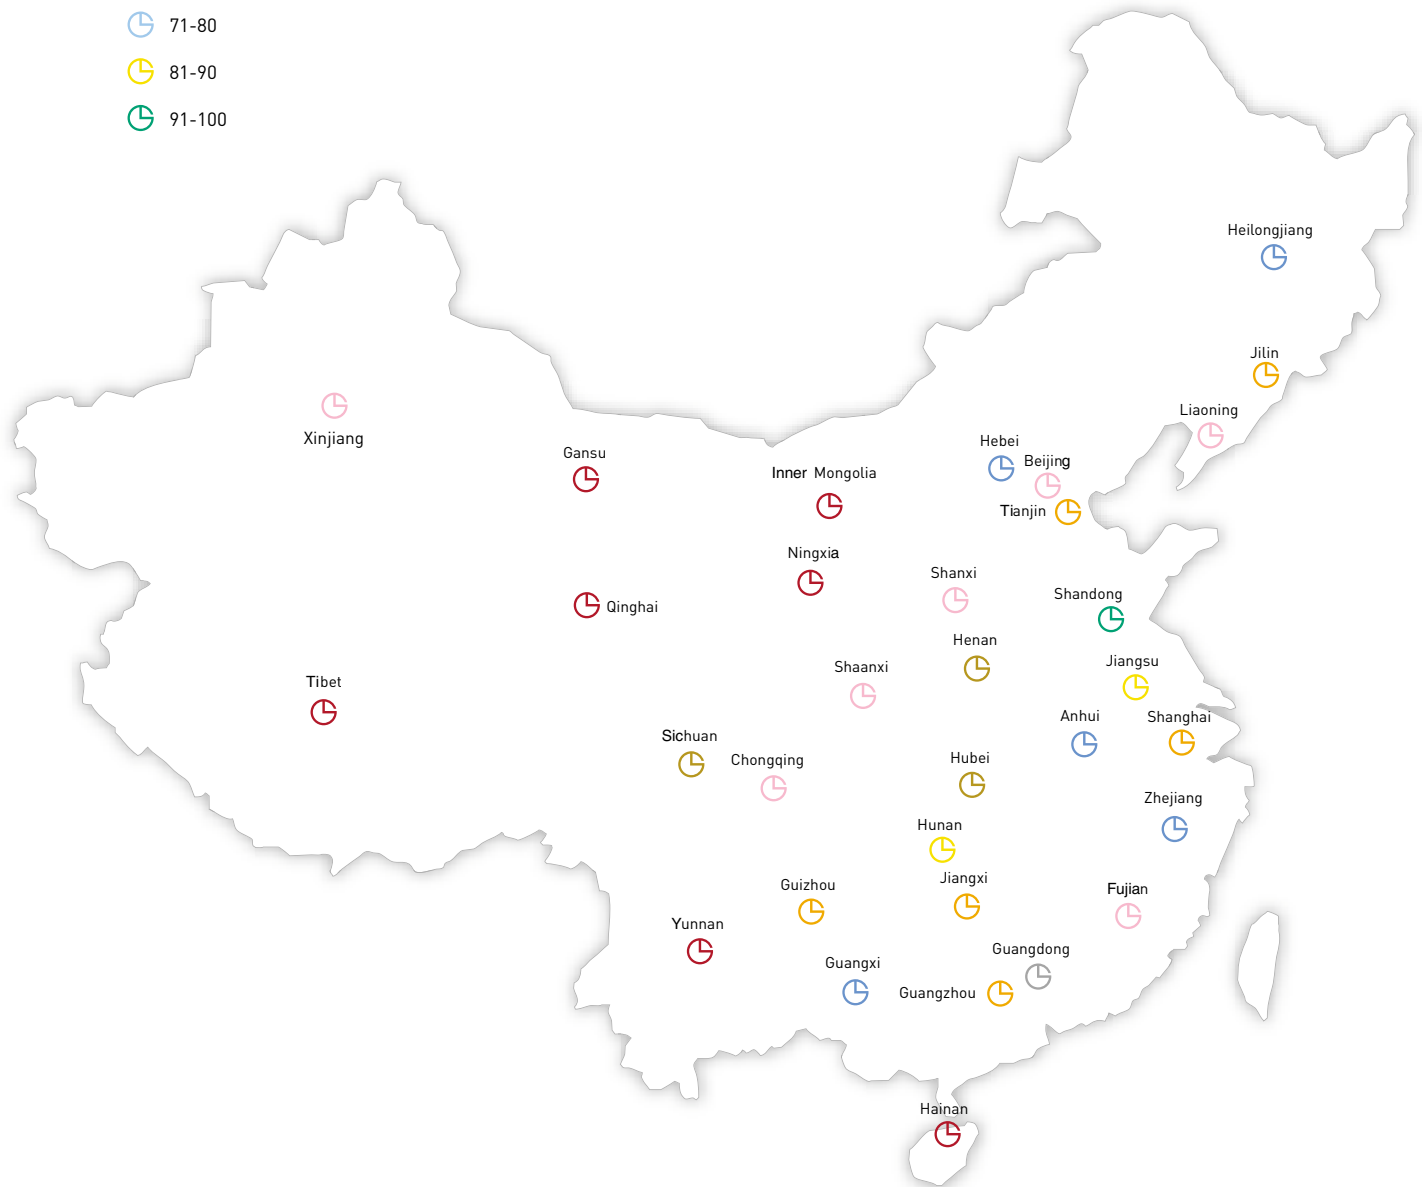 71-80
81-90
91-100
Heilongjiang
Jilin
Liaoning
Xinjiang
Hebei
Gansu
Beijing
Inner Mongolia
Tianjin
Ningxia
Shanxi
Shandong
Qinghai
Henan
Jiangsu
Shaanxi
Tibet
Anhui
Shanghai
Sichuan
Chongqing
Hubei
Zhejiang
Hunan
Jiangxi
Guizhou
Fujian
Yunnan
Guangdong
Guangxi
Guangzhou
Hainan